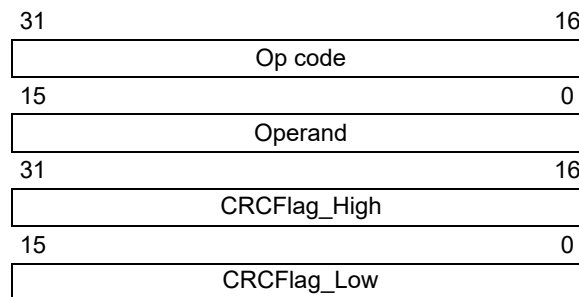 31 16
Op code
15 0
Operand
31 16
CRCFlag_High
15 0
CRCFlag_Low